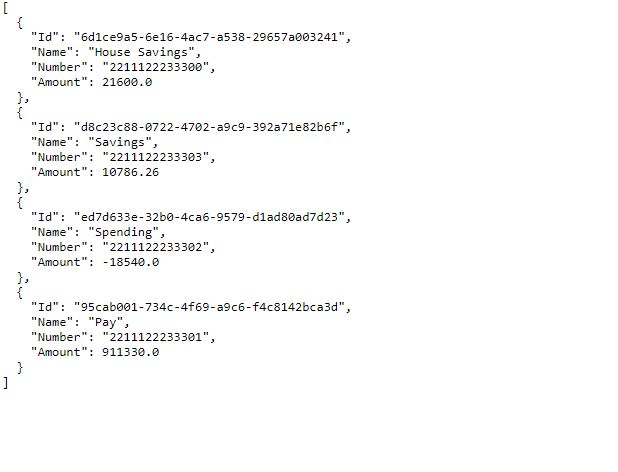 [
  {
    "Id": "6d1ce9a5-6e16-4ac7-a538-29657a003241",
    "Name": "House Savings",
    "Number": "2211122233300",
    "Amount": 21600.0
  },
  {
    "Id": "d8c23c88-0722-4702-a9c9-392a71e82b6f",
    "Name": "Savings",
    "Number": "2211122233303",
    "Amount": 10786.26
  },
  {
    "Id": "ed7d633e-32b0-4ca6-9579-d1ad80ad7d23",
    "Name": "Spending",
    "Number": "2211122233302",
    "Amount": -18540.0
  },
  {
    "Id": "95cab001-734c-4f69-a9c6-f4c8142bca3d",
    "Name": "Pay",
    "Number": "2211122233301",
    "Amount": 911330.0
  }
]